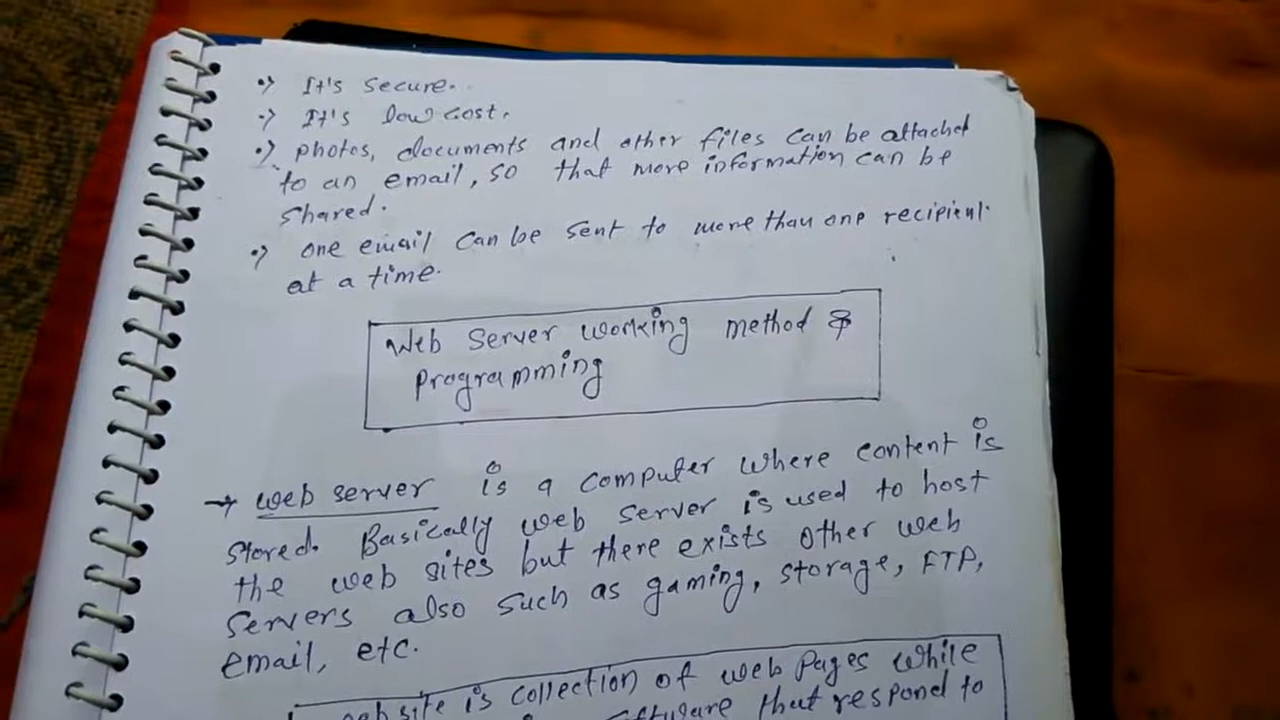 •) It's secure.
•) It's low cost.
•) photos, documents and other files can be attached
to an email, so that more information can be
shared.
•) one email can be sent to more than one recipient
at a time.
Web server working method &
programming
→ web server is a computer where content is
stored. Basically web server is used to host
the web sites but there exists other web
servers also such as gaming, storage, FTP,
email, etc.
site is collection of web pages while
that respond to